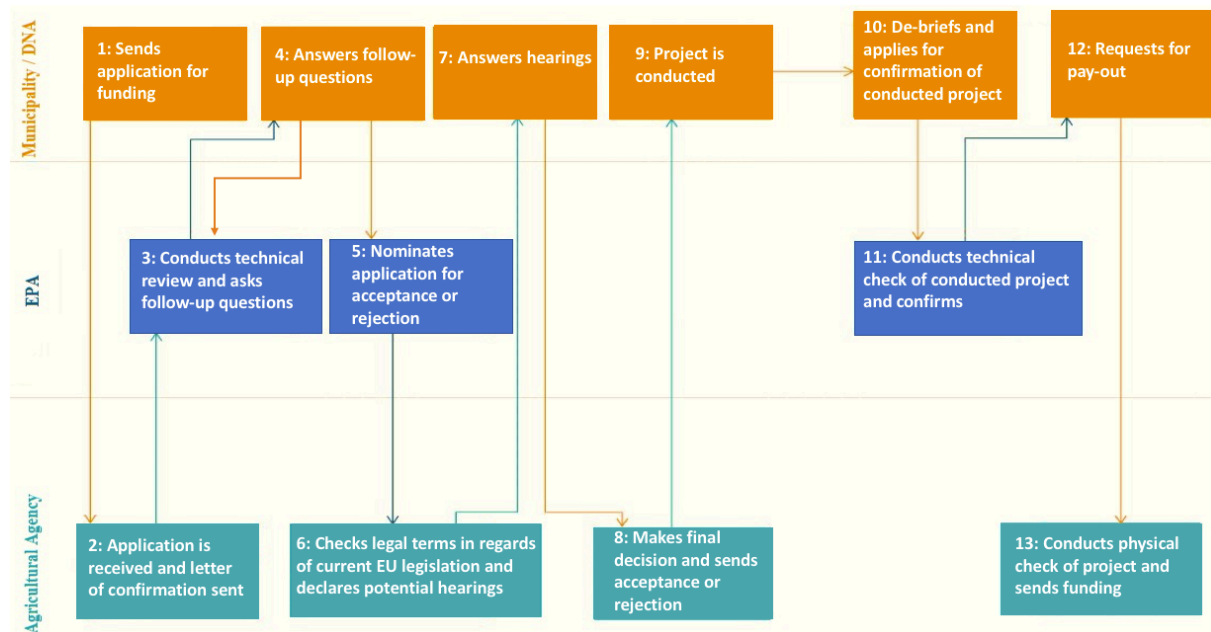 Municipality / DNA
1: Sends
application for
funding
4: Answers follow-
up questions
7: Answers hearings
9: Project is
conducted
10: De-briefs and
applies for
confirmation of
conducted project
12: Requests for
pay-out
EPA
3: Conducts technical
review and asks
follow-up questions
5: Nominates
application for
acceptance or
rejection
11: Conducts technical
check of conducted project
and confirms
Agricultural Agency
2: Application is
received and letter
of confirmation sent
6: Checks legal terms in regards
of current EU legislation and
declares potential hearings
8: Makes final
decision and sends
acceptance or
rejection
13: Conducts physical
check of project and
sends funding